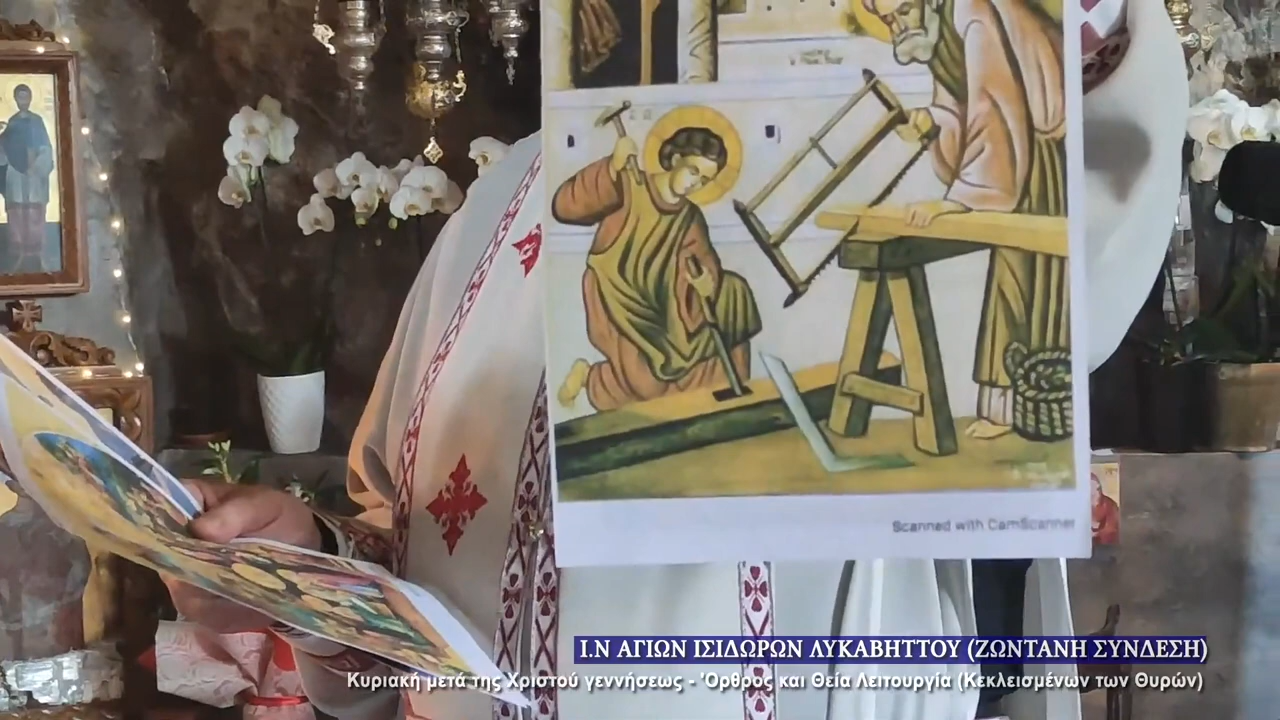 Scanned with CamScanner
Ι.Ν ΑΓΙΩΝ ΙΣΙΔΩΡΩΝ ΛΥΚΑΒΗΤΤΟΥ (ΖΩΝΤΑΝΗ ΣΥΝΔΕΣΗ)
Κυριακή μετά της Χριστού γεννήσεως - 'Ορθρος και Θεία Λειτουργία (Κεκλεισμένων των Θυρών)